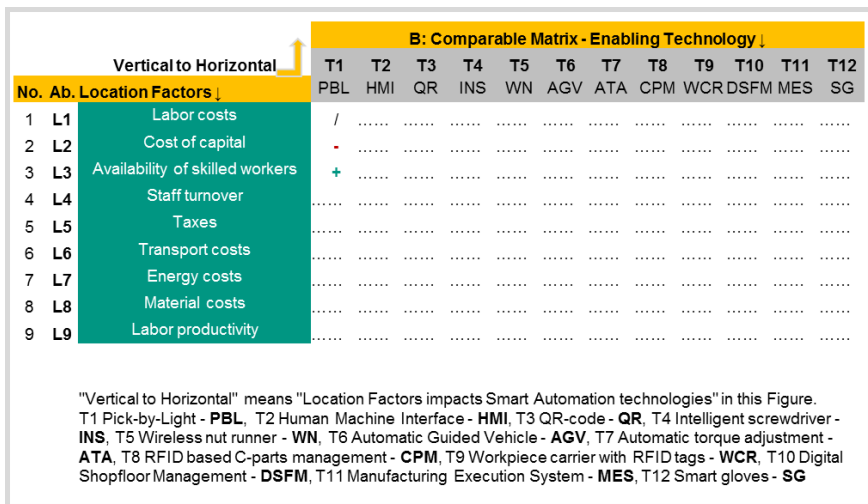 B: Comparable Matrix - Enabling Technology ↓
Vertical to Horizontal T1 T2 T3 T4 T5 T6 T7 T8 T9 T10 T11 T12
No. Ab. Location Factors ↓ PBL HMI QR INS WN AGV ATA CPM WCR DSFM MES SG
1 L1 Labor costs / …… …… …… …… …… …… …… …… …… …… ……
2 L2 Cost of capital - …… …… …… …… …… …… …… …… …… …… ……
3 L3 Availability of skilled workers + …… …… …… …… …… …… …… …… …… …… ……
4 L4 Staff turnover …… …… …… …… …… …… …… …… …… …… …… ……
5 L5 Taxes …… …… …… …… …… …… …… …… …… …… …… ……
6 L6 Transport costs …… …… …… …… …… …… …… …… …… …… …… ……
7 L7 Energy costs …… …… …… …… …… …… …… …… …… …… …… ……
8 L8 Material costs …… …… …… …… …… …… …… …… …… …… …… ……
9 L9 Labor productivity …… …… …… …… …… …… …… …… …… …… …… ……
"Vertical to Horizontal" means "Location Factors impacts Smart Automation technologies" in this Figure.
T1 Pick-by-Light - PBL, T2 Human Machine Interface - HMI, T3 QR-code - QR, T4 Intelligent screwdriver -
INS, T5 Wireless nut runner - WN, T6 Automatic Guided Vehicle - AGV, T7 Automatic torque adjustment -
ATA, T8 RFID based C-parts management - CPM, T9 Workpiece carrier with RFID tags - WCR, T10 Digital
Shopfloor Management - DSFM, T11 Manufacturing Execution System - MES, T12 Smart gloves - SG